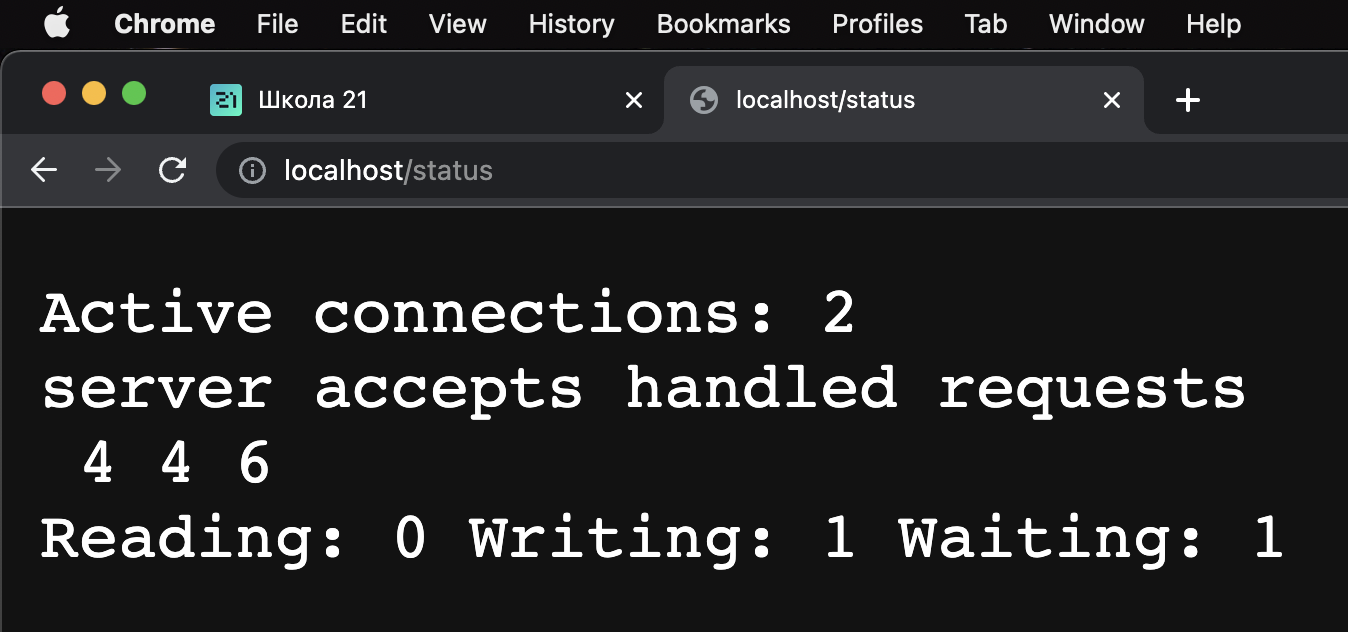 Chrome File Edit View History Bookmarks Profiles Tab Window Help
21 Школа 21 localhost/status
localhost/status
Active connections: 2
server accepts handled requests
4 4 6
Reading: 0 Writing: 1 Waiting: 1